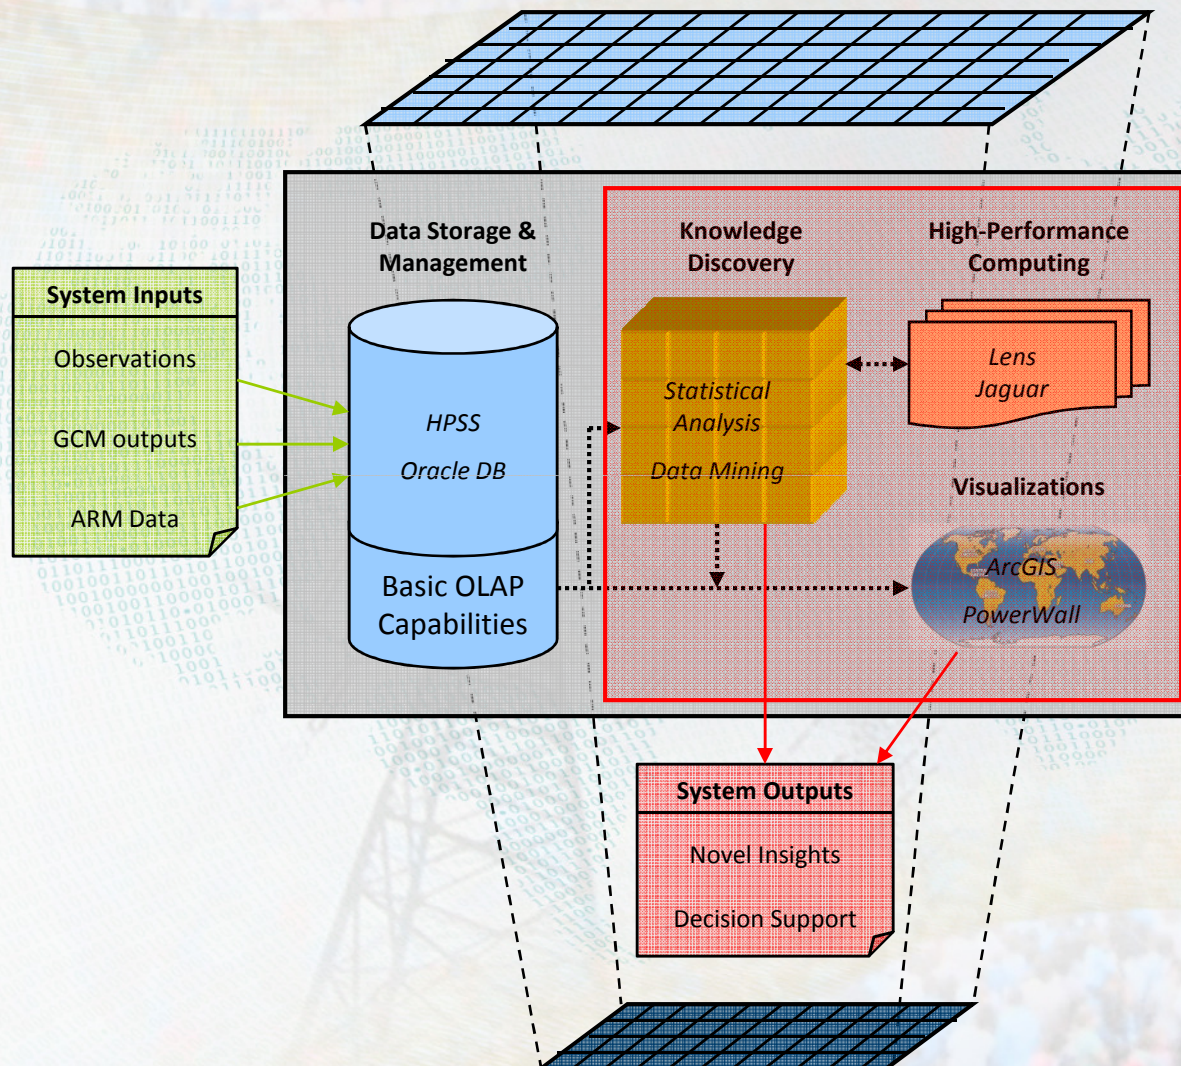 Data Storage &
Management
Knowledge
Discovery
High-Performance
Computing
System Inputs
Observations
GCM outputs
ARM Data
HPSS
Oracle DB
Basic OLAP
Capabilities
Statistical
Analysis
Data Mining
Lens
Jaguar
Visualizations
ArcGIS
PowerWall
System Outputs
Novel Insights
Decision Support